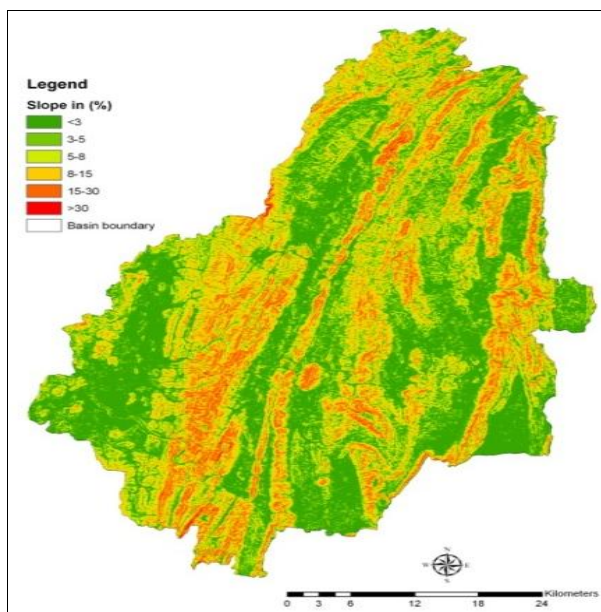 Legend
Slope in (%)
<3
3-5
5-8
8-15
15-30
>30
Basin boundary
N
W E
S
Kilometers
0 3 6 12 18 24